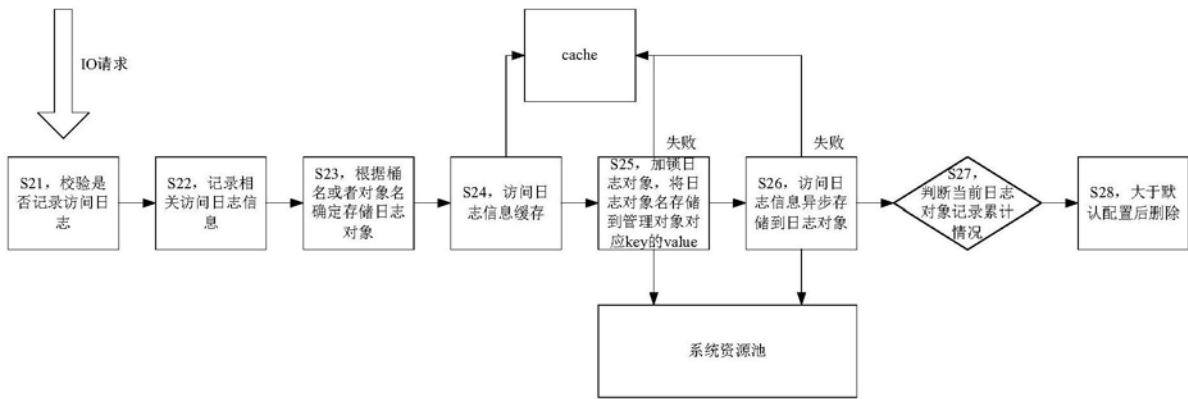 IO请求
cache
失败
失败
S21，校验是
否记录访问日
志
S22，记录相
关访问日志信
息
S23，根据桶
名或者对象名
确定存储日志
对象
S24，访问日
志信息缓存
S25，加锁日
志对象，将日
志对象名存储
到管理对象对
应key的value
S26，访问日
志信息异步存
储到日志对象
S27，
判断当前日志
对象记录累计
情况
S28，大于默
认配置后删除
系统资源池